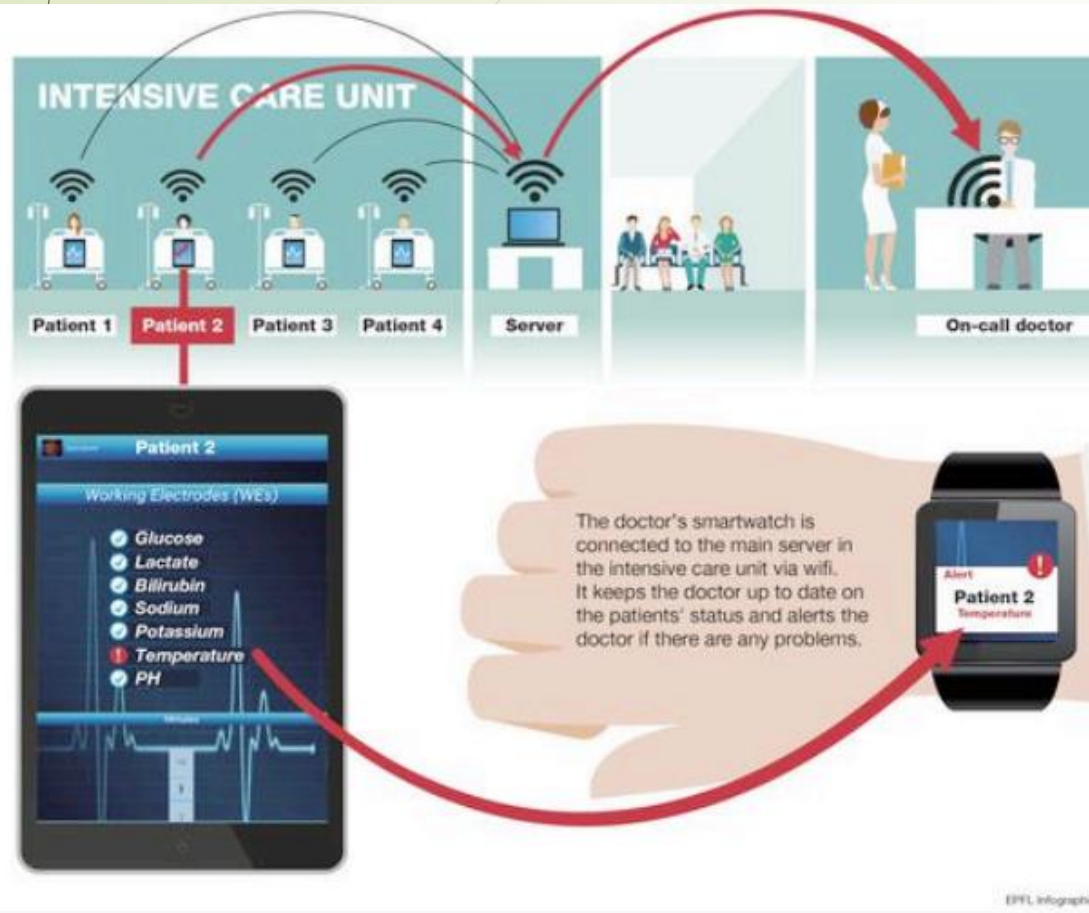 INTENSIVE CARE UNIT
Patient 1
Patient 2
Patient 3
Patient 4
Server
On-call doctor
Patient 2
Working Electrodes (WEs)
Glucose
Lactate
Bilirubin
Sodium
Potassium
Temperature
PH
Minutes
The doctor's smartwatch is
connected to the main server in
the intensive care unit via wifi.
It keeps the doctor up to date on
the patients' status and alerts the
doctor if there are any problems.
Alert
Patient 2
Temperature
EPFL